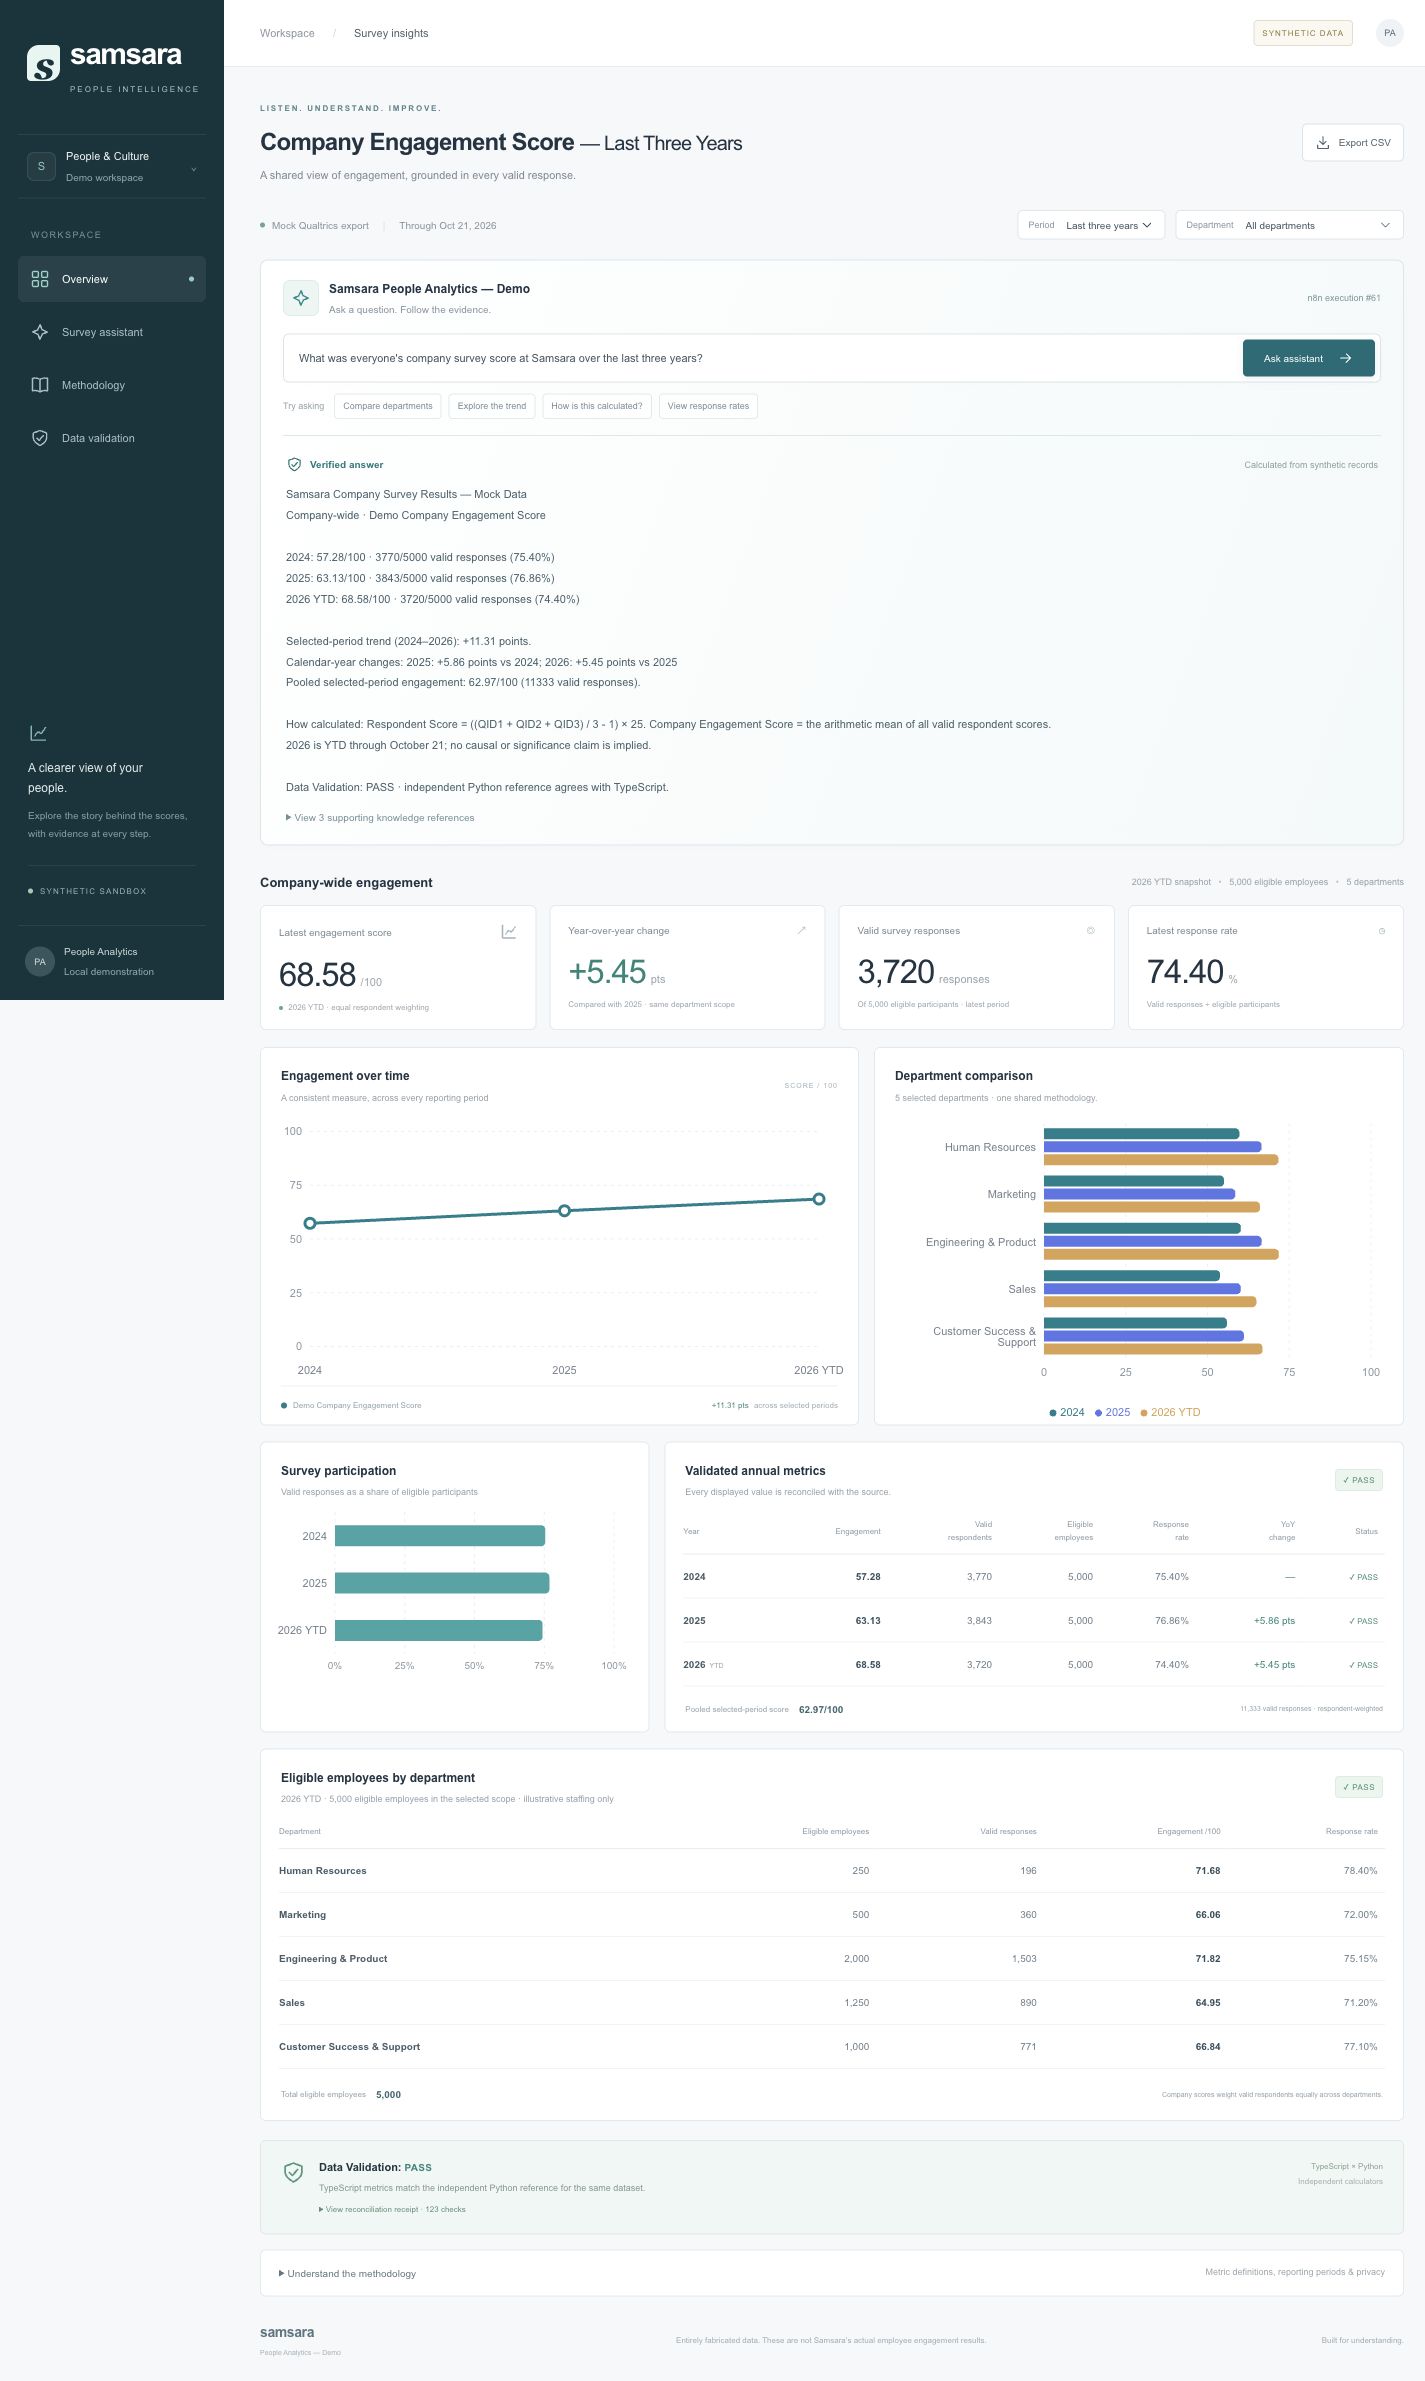 samsara
PEOPLE INTELLIGENCE
S
People & Culture
Demo workspace
WORKSPACE
Overview
Survey assistant
Methodology
Data validation
A clearer view of your
people.
Explore the story behind the scores,
with evidence at every step.
SYNTHETIC SANDBOX
PA
People Analytics
Local demonstration
Workspace / Survey insights
SYNTHETIC DATA
PA
LISTEN. UNDERSTAND. IMPROVE.
Company Engagement Score — Last Three Years
Export CSV
A shared view of engagement, grounded in every valid response.
Mock Qualtrics export | Through Oct 21, 2026
Period Last three years
Department All departments
Samsara People Analytics — Demo
Ask a question. Follow the evidence.
n8n execution #61
What was everyone's company survey score at Samsara over the last three years?
Ask assistant
Try asking Compare departments Explore the trend How is this calculated? View response rates
Verified answer
Calculated from synthetic records
Samsara Company Survey Results — Mock Data
Company-wide · Demo Company Engagement Score
2024: 57.28/100 · 3770/5000 valid responses (75.40%)
2025: 63.13/100 · 3843/5000 valid responses (76.86%)
2026 YTD: 68.58/100 · 3720/5000 valid responses (74.40%)
Selected-period trend (2024–2026): +11.31 points.
Calendar-year changes: 2025: +5.86 points vs 2024; 2026: +5.45 points vs 2025
Pooled selected-period engagement: 62.97/100 (11333 valid responses).
How calculated: Respondent Score = ((QID1 + QID2 + QID3) / 3 - 1) × 25. Company Engagement Score = the arithmetic mean of all valid respondent scores.
2026 is YTD through October 21; no causal or significance claim is implied.
Data Validation: PASS · independent Python reference agrees with TypeScript.
View 3 supporting knowledge references
Company-wide engagement
2026 YTD snapshot • 5,000 eligible employees • 5 departments
Latest engagement score
68.58 /100
2026 YTD · equal respondent weighting
Year-over-year change
+5.45 pts
Compared with 2025 · same department scope
Valid survey responses
3,720 responses
Of 5,000 eligible participants · latest period
Latest response rate
74.40 %
Valid responses ÷ eligible participants
Engagement over time
A consistent measure, across every reporting period
SCORE / 100
100
75
50
25
0
2024 2025 2026 YTD
Demo Company Engagement Score
+11.31 pts across selected periods
Department comparison
5 selected departments · one shared methodology.
Human Resources
Marketing
Engineering & Product
Sales
Customer Success &
Support
0 25 50 75 100
2024 2025 2026 YTD
Survey participation
Valid responses as a share of eligible participants
2024
2025
2026 YTD
0% 25% 50% 75% 100%
Validated annual metrics
Every displayed value is reconciled with the source.
✓ PASS
Year Engagement Valid respondents Eligible employees Response rate YoY change Status
2024 57.28 3,770 5,000 75.40% — ✓ PASS
2025 63.13 3,843 5,000 76.86% +5.86 pts ✓ PASS
2026 YTD 68.58 3,720 5,000 74.40% +5.45 pts ✓ PASS
Pooled selected-period score 62.97/100
11,333 valid responses · respondent-weighted
Eligible employees by department
2026 YTD · 5,000 eligible employees in the selected scope · illustrative staffing only
✓ PASS
Department Eligible employees Valid responses Engagement /100 Response rate
Human Resources 250 196 71.68 78.40%
Marketing 500 360 66.06 72.00%
Engineering & Product 2,000 1,503 71.82 75.15%
Sales 1,250 890 64.95 71.20%
Customer Success & Support 1,000 771 66.84 77.10%
Total eligible employees 5,000
Company scores weight valid respondents equally across departments.
Data Validation: PASS
TypeScript metrics match the independent Python reference for the same dataset.
View reconciliation receipt · 123 checks
TypeScript × Python
Independent calculators
Understand the methodology
Metric definitions, reporting periods & privacy
samsara
People Analytics — Demo
Entirely fabricated data. These are not Samsara's actual employee engagement results.
Built for understanding.